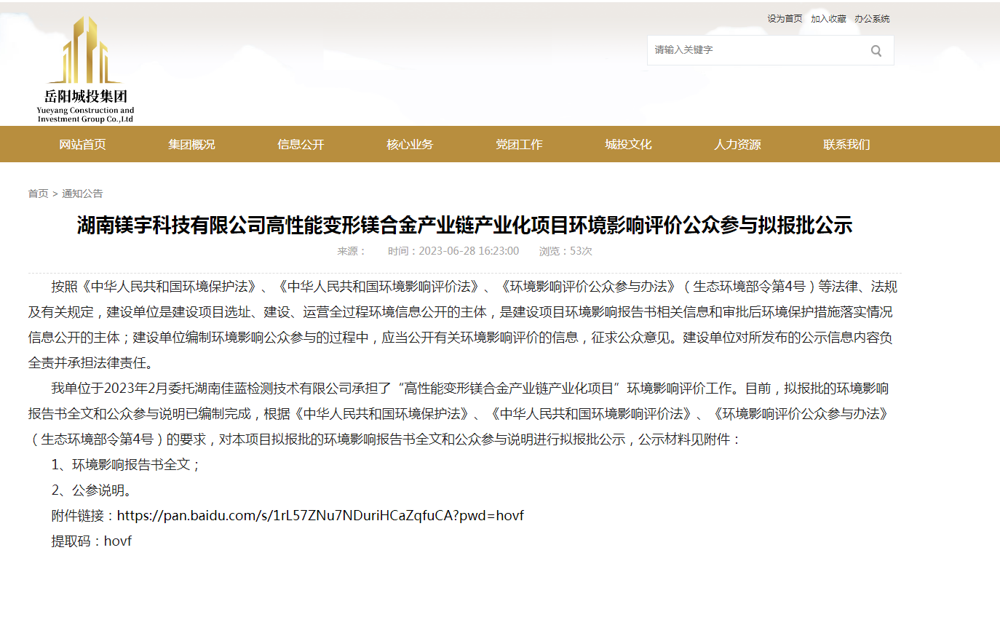 设为首页 加入收藏 办公系统
请输入关键字
岳阳城投集团
Yueyang Construction and
Investment Group Co.,Ltd
网站首页 集团概况 信息公开 核心业务 党团工作 城投文化 人力资源 联系我们
首页 > 通知公告
湖南镁宇科技有限公司高性能变形镁合金产业链产业化项目环境影响评价公众参与拟报批公示
来源： 时间：2023-06-28 16:23:00 浏览：53次
按照《中华人民共和国环境保护法》、《中华人民共和国环境影响评价法》、《环境影响评价公众参与办法》（生态环境部令第4号）等法律、法规
及有关规定，建设单位是建设项目选址、建设、运营全过程环境信息公开的主体，是建设项目环境影响报告书相关信息和审批后环境保护措施落实情况
信息公开的主体；建设单位编制环境影响公众参与的过程中，应当公开有关环境影响评价的信息，征求公众意见。建设单位对所发布的公示信息内容负
全责并承担法律责任。
我单位于2023年2月委托湖南佳蓝检测技术有限公司承担了“高性能变形镁合金产业链产业化项目”环境影响评价工作。目前，拟报批的环境影响
报告书全文和公众参与说明已编制完成，根据《中华人民共和国环境保护法》、《中华人民共和国环境影响评价法》、《环境影响评价公众参与办法》
（生态环境部令第4号）的要求，对本项目拟报批的环境影响报告书全文和公众参与说明进行拟报批公示，公示材料见附件：
1、环境影响报告书全文；
2、公参说明。
附件链接：https://pan.baidu.com/s/1rL57ZNu7NDuriHCaZqfuCA?pwd=hovf
提取码：hovf